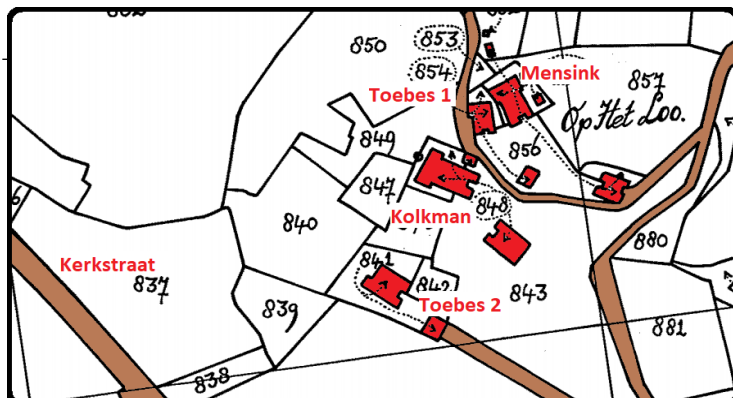 850
853
854
Mensink
857
Toebes 1
Op Het Loo.
849
856
847
848
Kolkman
840
880
Kerkstraat
841
837
842
843
Toebes 2
839
881
838